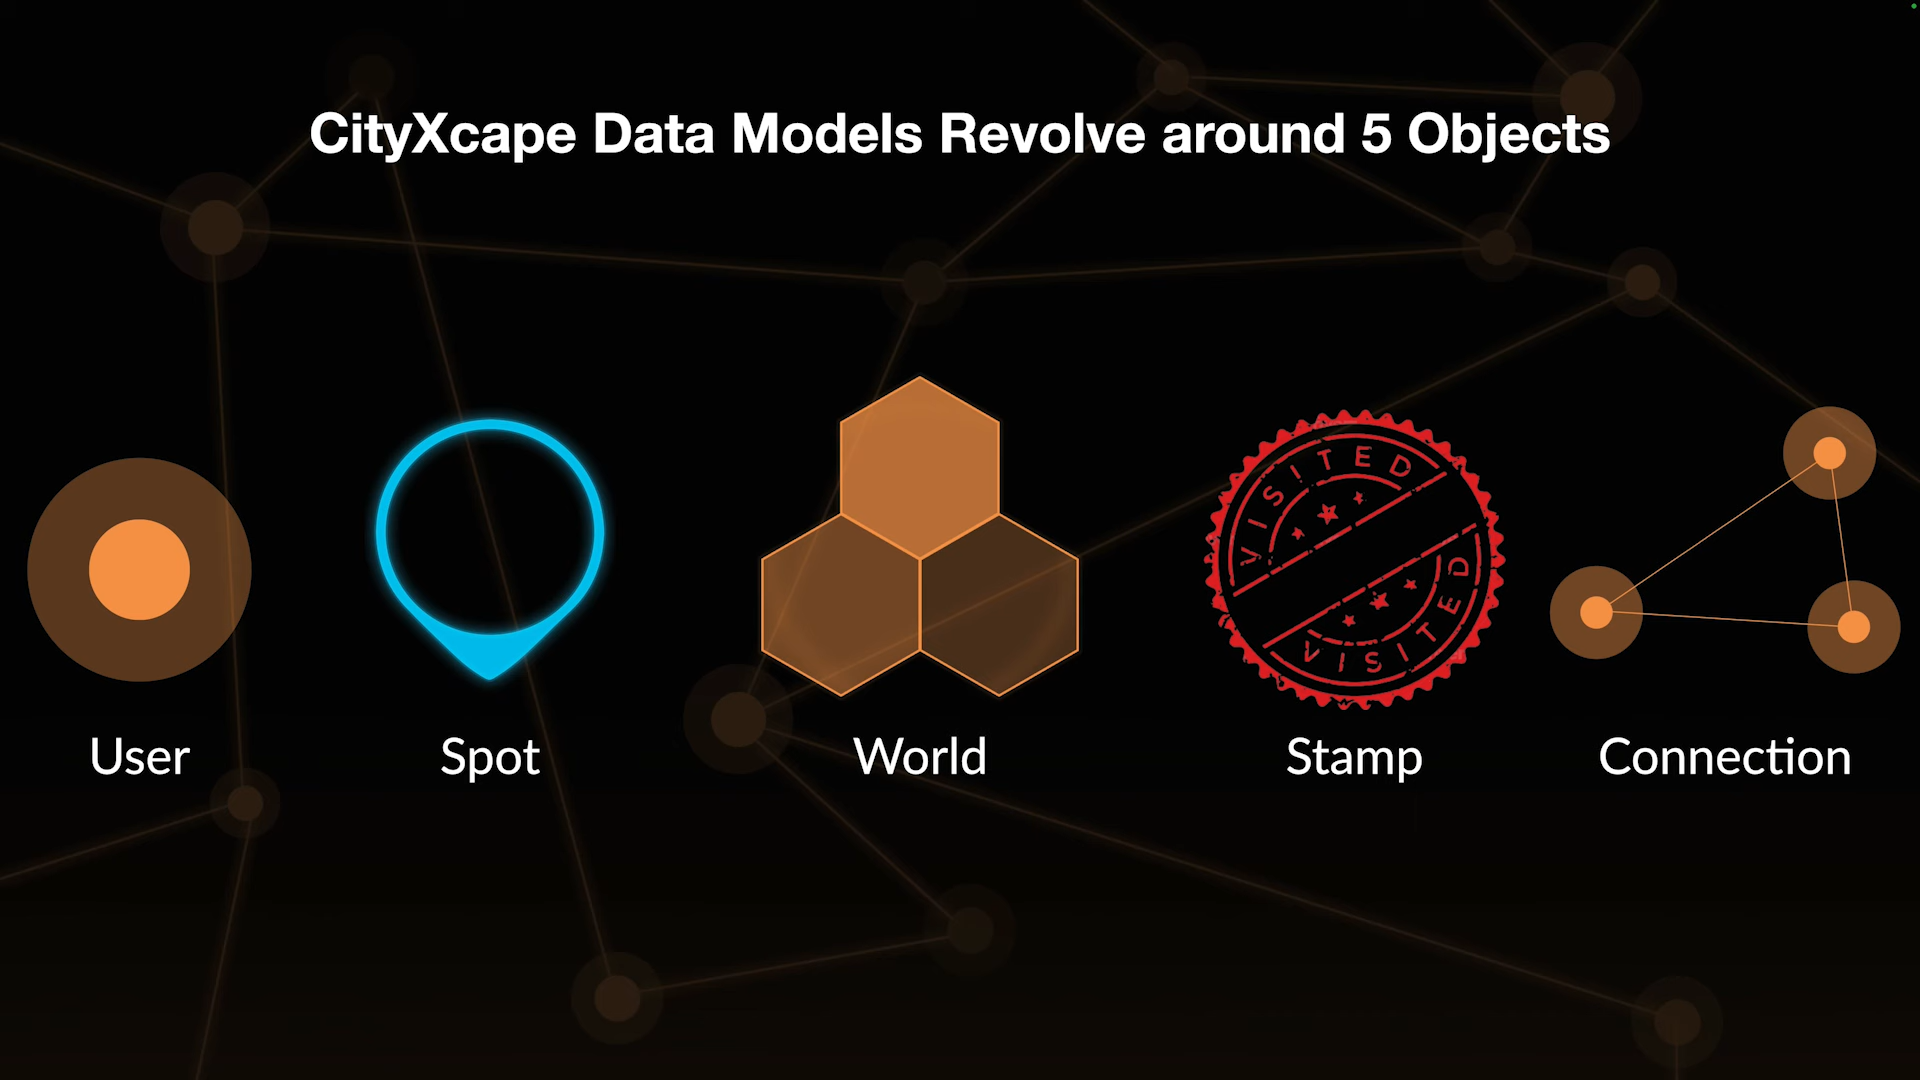 CityXcape Data Models Revolve around 5 Objects
VISITED
VISITED
User
Spot
World
Stamp
Connection